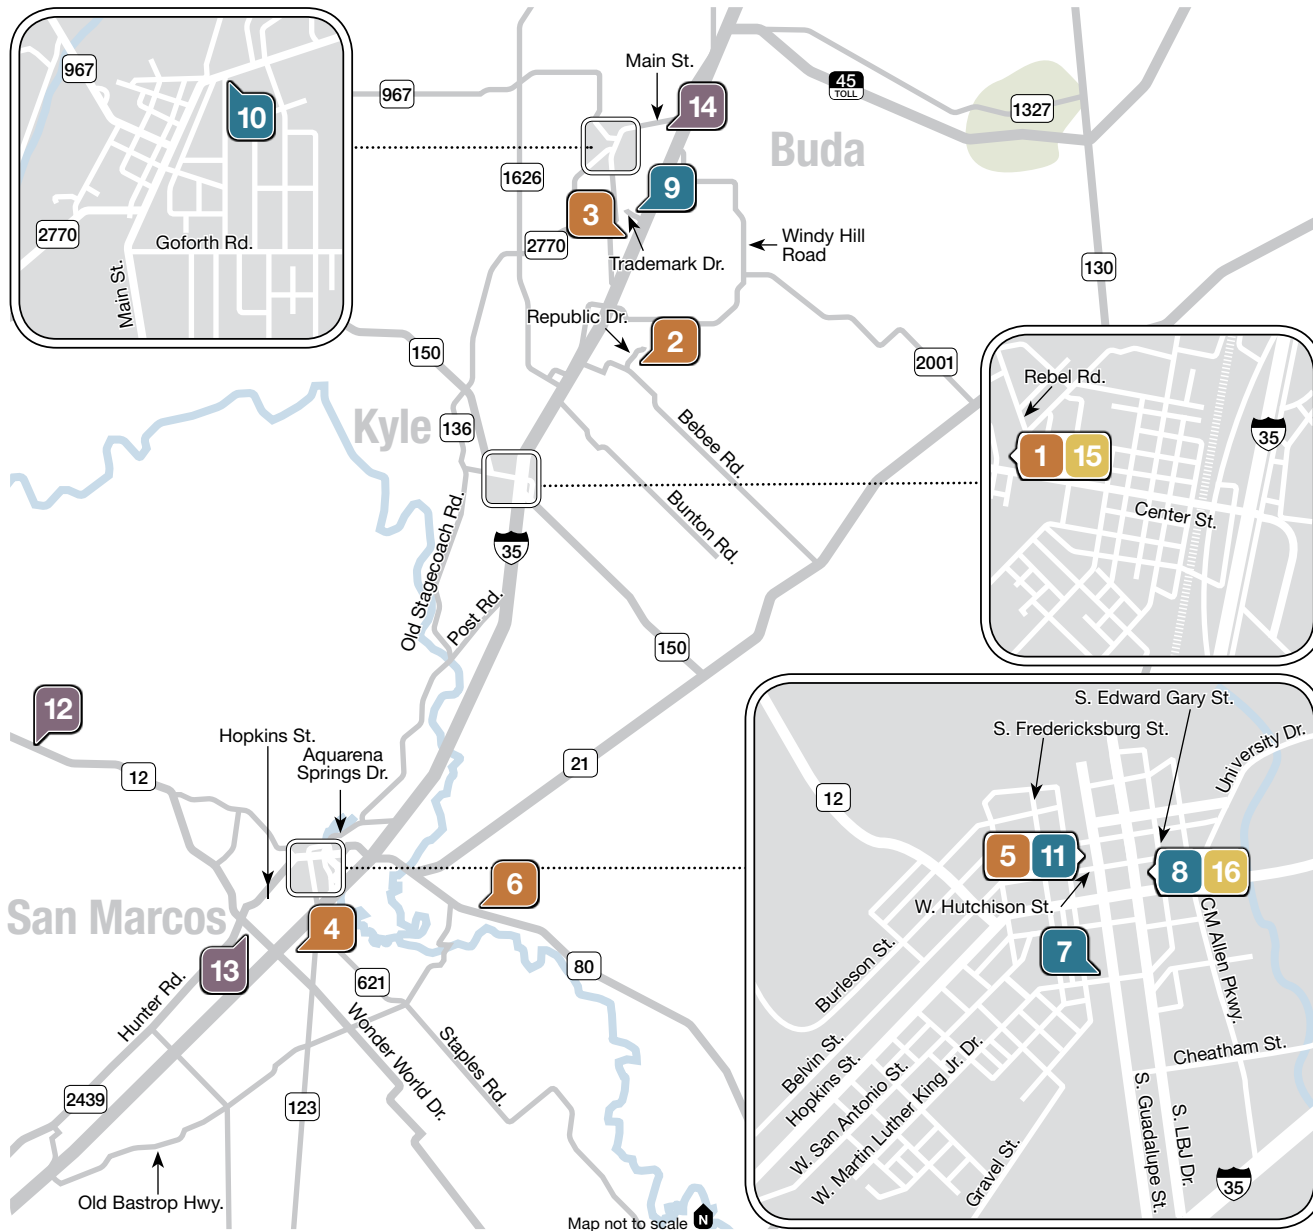 967
10
2770
Goforth Rd.
Main St.
967
Main St.
14
45
TOLL
1327
Buda
1626
9
3
2770
Trademark Dr.
Windy Hill
Road
130
Republic Dr.
2
150
2001
Kyle
136
Bebee Rd.
Bunton Rd.
Old Stagecoach Rd.
35
Post Rd.
150
Rebel Rd.
35
1
15
Center St.
12
12
Hopkins St.
Aquarena
Springs Dr.
21
6
San Marcos
4
13
80
621
Hunter Rd.
Wonder World Dr.
Staples Rd.
2439
123
Old Bastrop Hwy.
Map not to scale
N
S. Edward Gary St.
S. Fredericksburg St.
University Dr.
12
5
11
8
16
W. Hutchison St.
CM Allen Pkwy.
7
Burleson St.
Belvin St.
Hopkins St.
W. San Antonio St.
W. Martin Luther King Jr. Dr.
Gravel St.
Cheatham St.
S. Guadalupe St.
S. LBJ Dr.
35